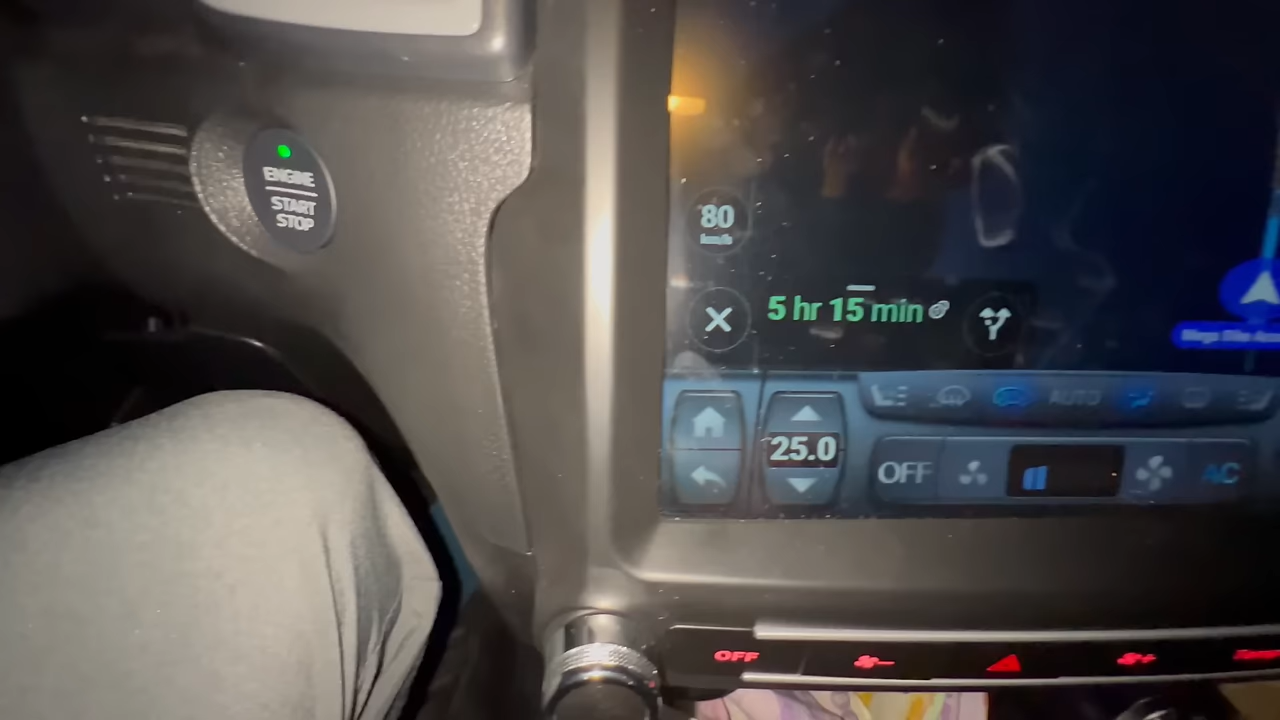 ENGINE
START
STOP
80
km/h
5 hr 15 min
25.0
AUTO
OFF
AC
OFF